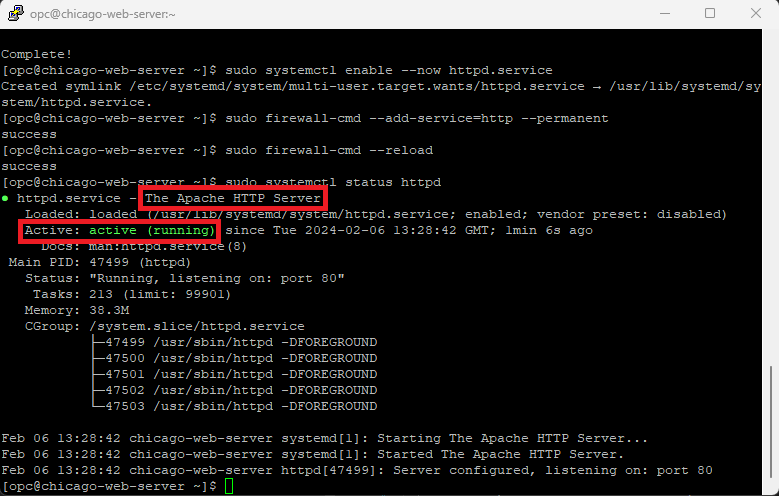 opc@chicago-web-server:~
Complete!
[opc@chicago-web-server ~]$ sudo systemctl enable --now httpd.service
Created symlink /etc/systemd/system/multi-user.target.wants/httpd.service → /usr/lib/systemd/sy
stem/httpd.service.
[opc@chicago-web-server ~]$ sudo firewall-cmd --add-service=http --permanent
success
[opc@chicago-web-server ~]$ sudo firewall-cmd --reload
success
[opc@chicago-web-server ~]$ sudo systemctl status httpd
● httpd.service - The Apache HTTP Server
   Loaded: loaded (/usr/lib/systemd/system/httpd.service; enabled; vendor preset: disabled)
   Active: active (running) since Tue 2024-02-06 13:28:42 GMT; 1min 6s ago
     Docs: man:httpd.service(8)
 Main PID: 47499 (httpd)
   Status: "Running, listening on: port 80"
    Tasks: 213 (limit: 99901)
   Memory: 38.3M
   CGroup: /system.slice/httpd.service
           ├─47499 /usr/sbin/httpd -DFOREGROUND
           ├─47500 /usr/sbin/httpd -DFOREGROUND
           ├─47501 /usr/sbin/httpd -DFOREGROUND
           ├─47502 /usr/sbin/httpd -DFOREGROUND
           └─47503 /usr/sbin/httpd -DFOREGROUND
Feb 06 13:28:42 chicago-web-server systemd[1]: Starting The Apache HTTP Server...
Feb 06 13:28:42 chicago-web-server systemd[1]: Started The Apache HTTP Server.
Feb 06 13:28:42 chicago-web-server httpd[47499]: Server configured, listening on: port 80
[opc@chicago-web-server ~]$